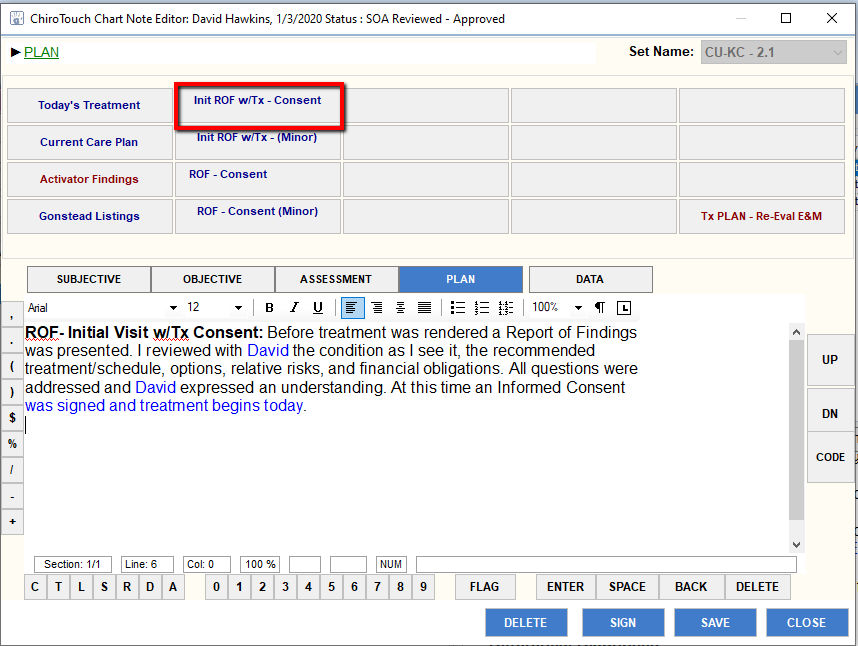 ChiroTouch Chart Note Editor: David Hawkins, 1/3/2020 Status : SOA Reviewed - Approved
PLAN
Set Name: CU-KC - 2.1
Today's Treatment
Init ROF w/Tx - Consent
Current Care Plan
Init ROF w/Tx - (Minor)
Activator Findings
ROF - Consent
Gonstead Listings
ROF - Consent (Minor)
Tx PLAN - Re-Eval E&M
SUBJECTIVE OBJECTIVE ASSESSMENT PLAN DATA
Arial 12 B I U 100% ¶ L
ROF- Initial Visit w/Tx Consent: Before treatment was rendered a Report of Findings
was presented. I reviewed with David the condition as I see it, the recommended
treatment/schedule, options, relative risks, and financial obligations. All questions were
addressed and David expressed an understanding. At this time an Informed Consent
was signed and treatment begins today.
,
.
(
)
$
%
/
-
+
UP
DN
CODE
Section: 1/1 Line: 6 Col: 0 100 % NUM
C T L S R D A 0 1 2 3 4 5 6 7 8 9 FLAG ENTER SPACE BACK DELETE
DELETE SIGN SAVE CLOSE